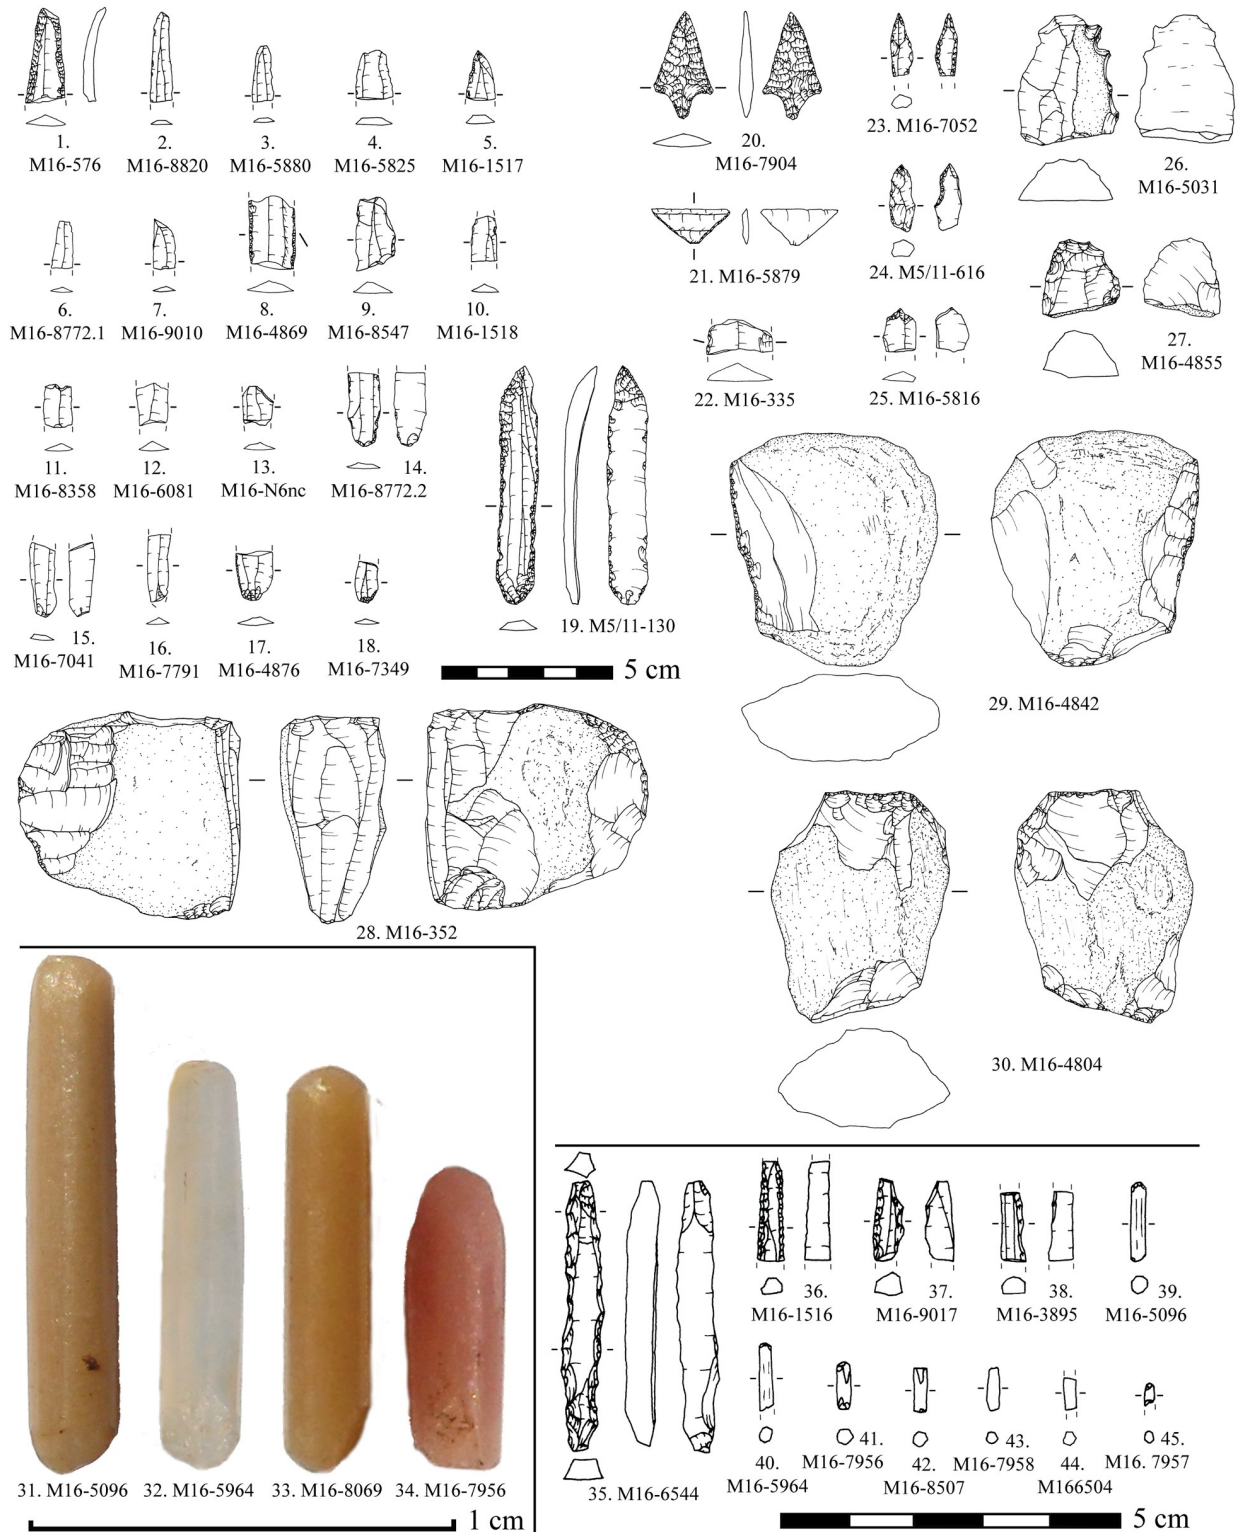 1.
M16-576
2.
M16-8820
3.
M16-5880
4.
M16-5825
5.
M16-1517
6.
M16-8772.1
7.
M16-9010
8.
M16-4869
9.
M16-8547
10.
M16-1518
11.
M16-8358
12.
M16-6081
13.
M16-N6nc
14.
M16-8772.2
15.
M16-7041
16.
M16-7791
17.
M16-4876
18.
M16-7349
19. M5/11-130
5 cm
20.
M16-7904
21. M16-5879
22. M16-335
23. M16-7052
24. M5/11-616
25. M16-5816
26.
M16-5031
27.
M16-4855
28. M16-352
29. M16-4842
30. M16-4804
31. M16-5096
32. M16-5964
33. M16-8069
34. M16-7956
1 cm
35. M16-6544
36.
M16-1516
37.
M16-9017
38.
M16-3895
39.
M16-5096
40.
M16-5964
41.
M16-7956
42.
M16-8507
43.
M16-7958
44.
M166504
45.
M16. 7957
5 cm